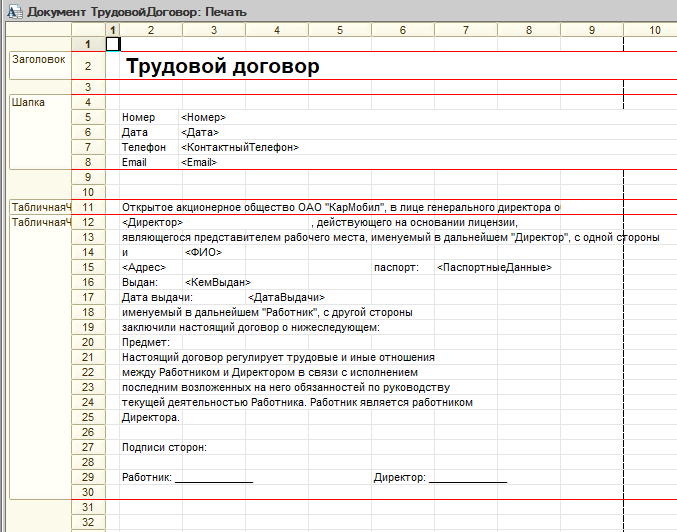 Документ ТрудовойДоговор: Печать
1 2 3 4 5 6 7 8 9 10
1
Заголовок 2 Трудовой договор
3
Шапка 4
5 Номер <Номер>
6 Дата <Дата>
7 Телефон <КонтактныйТелефон>
8 Email <Email>
9
10
ТабличнаяЧ 11 Открытое акционерное общество ОАО "КарМобил", в лице генерального директора
ТабличнаяЧ 12 <Директор> , действующего на основании лицензии,
13 являющегося представителем рабочего места, именуемый в дальнейшем "Директор", с одной стороны
14 и <ФИО>
15 <Адрес> паспорт: <ПаспортныеДанные>
16 Выдан: <КемВыдан>
17 Дата выдачи: <ДатаВыдачи>
18 именуемый в дальнейшем "Работник", с другой стороны
19 заключили настоящий договор о нижеследующем:
20 Предмет:
21 Настоящий договор регулирует трудовые и иные отношения
22 между Работником и Директором в связи с исполнением
23 последним возложенных на него обязанностей по руководству
24 текущей деятельностью Работника. Работник является работником
25 Директора.
26
27 Подписи сторон:
28
29 Работник: _____________ Директор: _____________
30
31
32